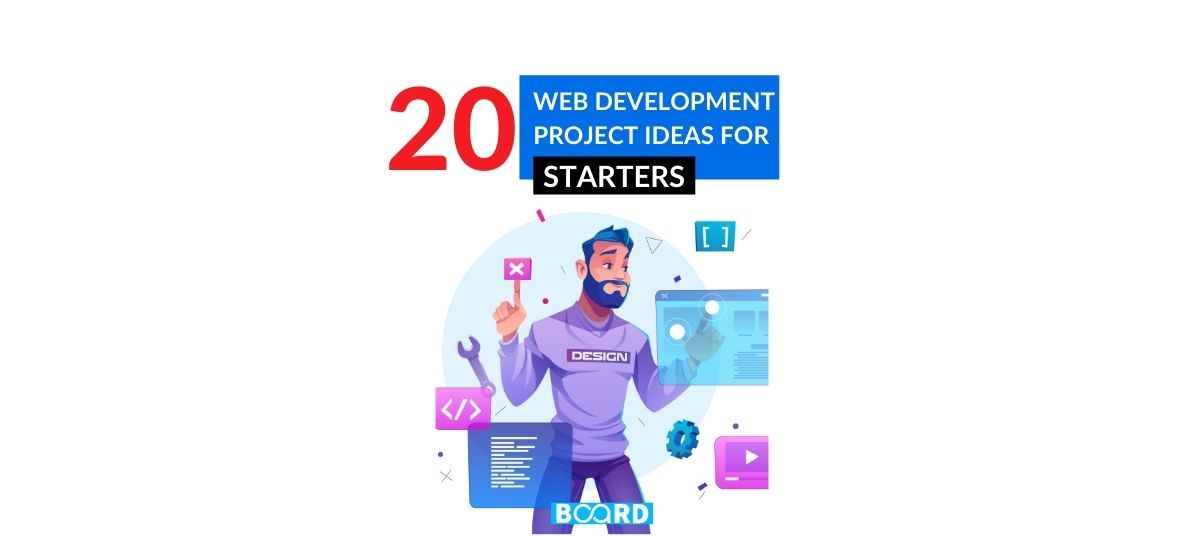 20
WEB DEVELOPMENT
PROJECT IDEAS FOR
STARTERS
[ ]
DESIGN
</>
BOARD